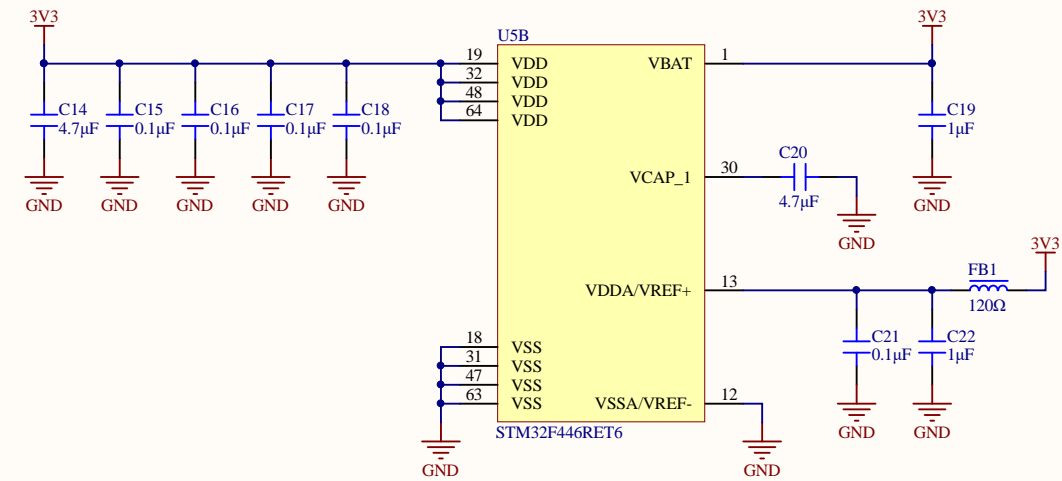 3V3
3V3
U5B
19 VDD VBAT 1
32 VDD
48 VDD
64 VDD
C14 C15 C16 C17 C18 C19
4.7µF 0.1µF 0.1µF 0.1µF 0.1µF 1µF
C20
30 VCAP_1
4.7µF
GND GND GND GND GND GND
GND
3V3
FB1
VDDA/VREF+ 13
120Ω
18 VSS C21 C22
31 VSS 0.1µF 1µF
47 VSS
63 VSS VSSA/VREF- 12
STM32F446RET6 GND GND
GND GND